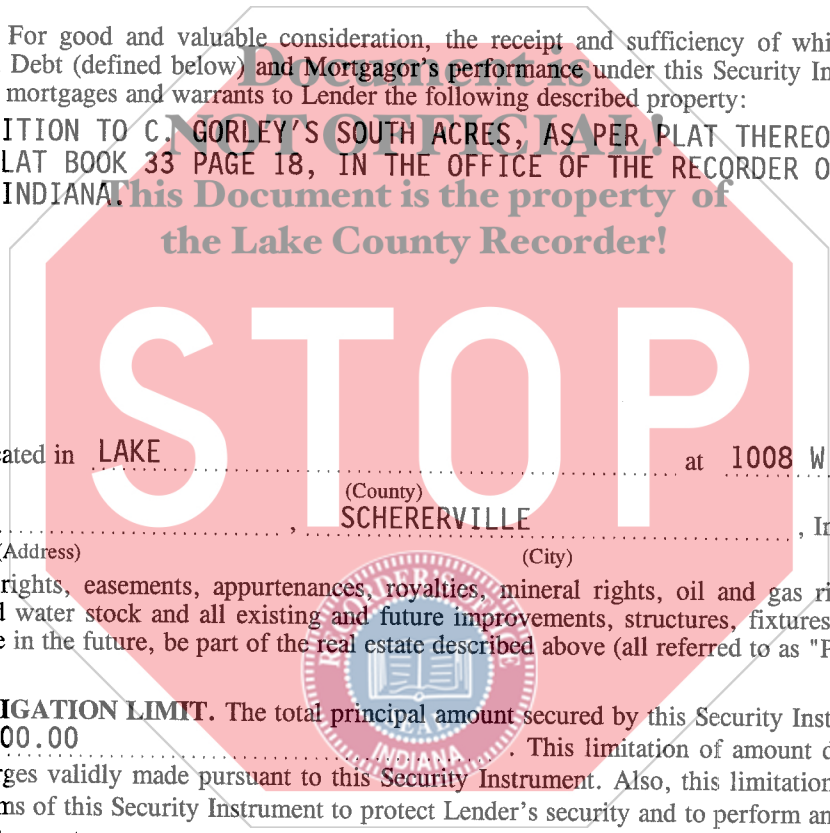 For good and valuable consideration, the receipt and sufficiency of whi
Debt (defined below) and Mortgagor's performance under this Security In
mortgages and warrants to Lender the following described property:
ITION TO C. GORLEY'S SOUTH ACRES, AS PER PLAT THEREO
LAT BOOK 33 PAGE 18, IN THE OFFICE OF THE RECORDER O
INDIANA.
Document is
NOT OFFICIAL!
This Document is the property of
the Lake County Recorder!
STOP
ated in LAKE at 1008 W
(County)
, SCHERERVILLE , In
(Address) (City)
rights, easements, appurtenances, royalties, mineral rights, oil and gas ri
d water stock and all existing and future improvements, structures, fixtures
e in the future, be part of the real estate described above (all referred to as "P
RECORDER'S OFFICE
SEAL
INDIANA
IGATION LIMIT. The total principal amount secured by this Security Inst
00.00 . This limitation of amount d
rges validly made pursuant to this Security Instrument. Also, this limitation
ms of this Security Instrument to protect Lender's security and to perform an